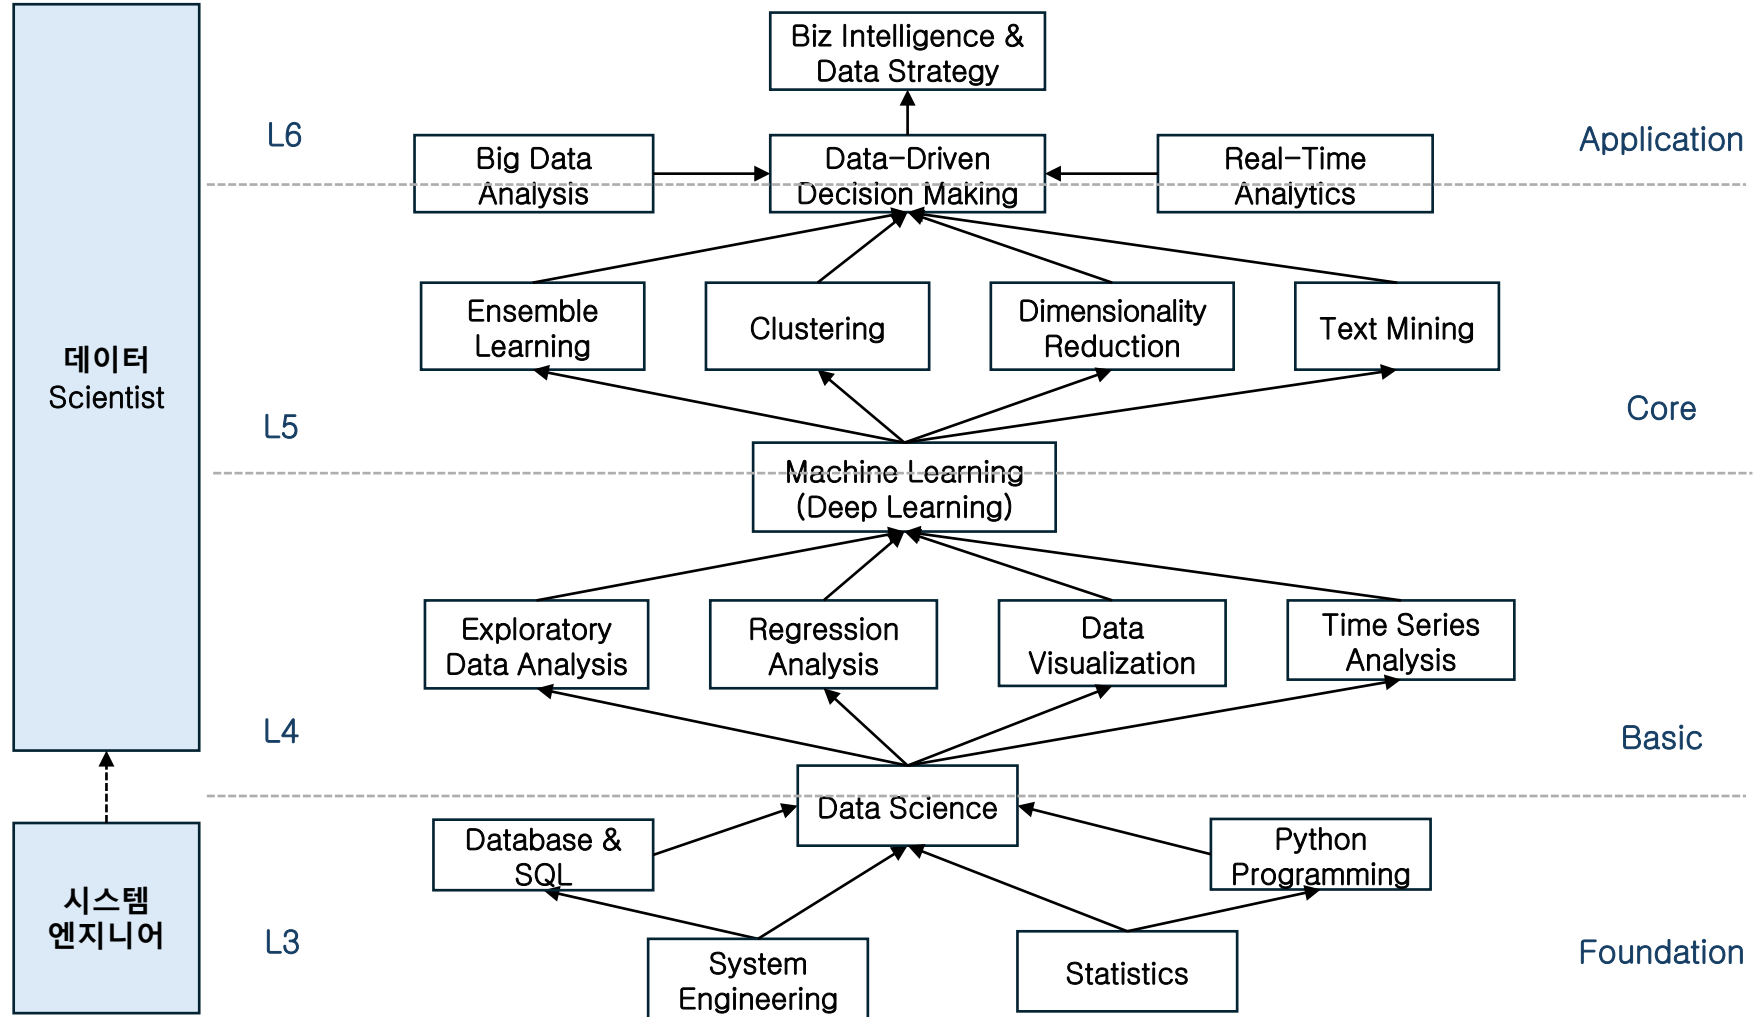 Biz Intelligence &
Data Strategy
L6
Application
Big Data
Analysis
Data-Driven
Decision Making
Real-Time
Analytics
Ensemble
Learning
Clustering
Dimensionality
Reduction
Text Mining
데이터
Scientist
L5
Core
Machine Learning
(Deep Learning)
Exploratory
Data Analysis
Regression
Analysis
Data
Visualization
Time Series
Analysis
L4
Basic
Data Science
Database &
SQL
Python
Programming
시스템
엔지니어
L3
Foundation
System
Engineering
Statistics